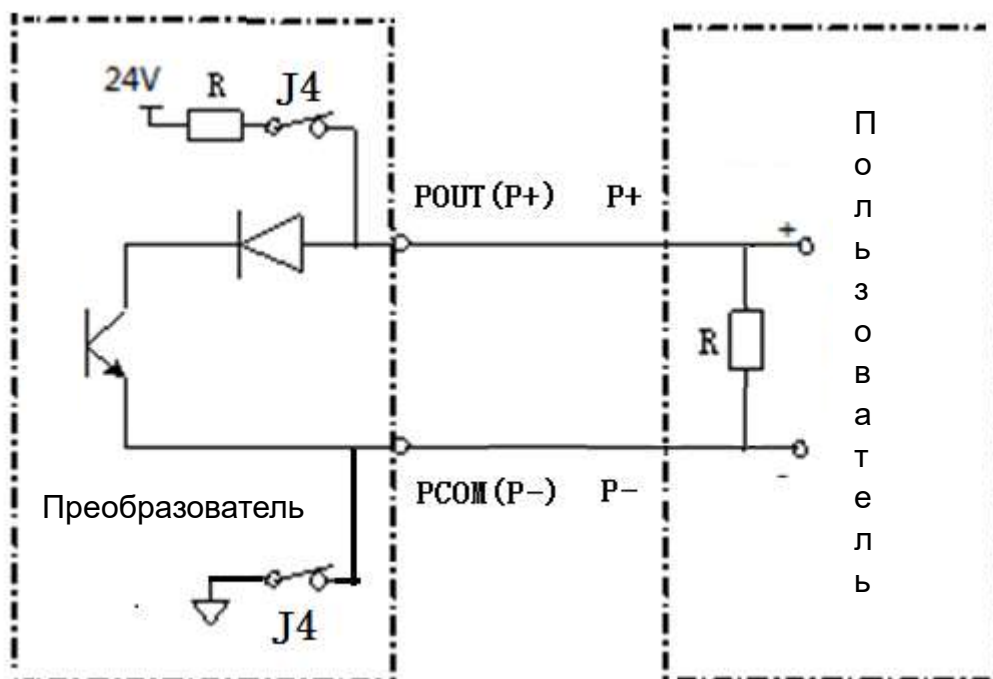 24V
R
J4
POUT(P+)
P+
+
R
PCOM(P-)
P-
-
Преобразователь
J4
Пользователь